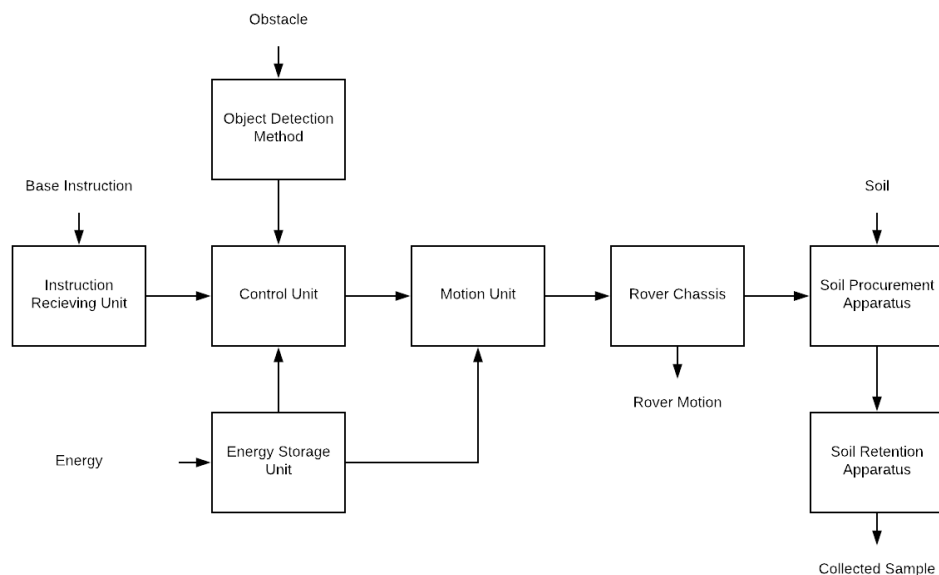 Obstacle
Object Detection
Method
Base Instruction
Soil
Instruction
Recieving Unit
Control Unit
Motion Unit
Rover Chassis
Soil Procurement
Apparatus
Rover Motion
Energy
Energy Storage
Unit
Soil Retention
Apparatus
Collected Sample